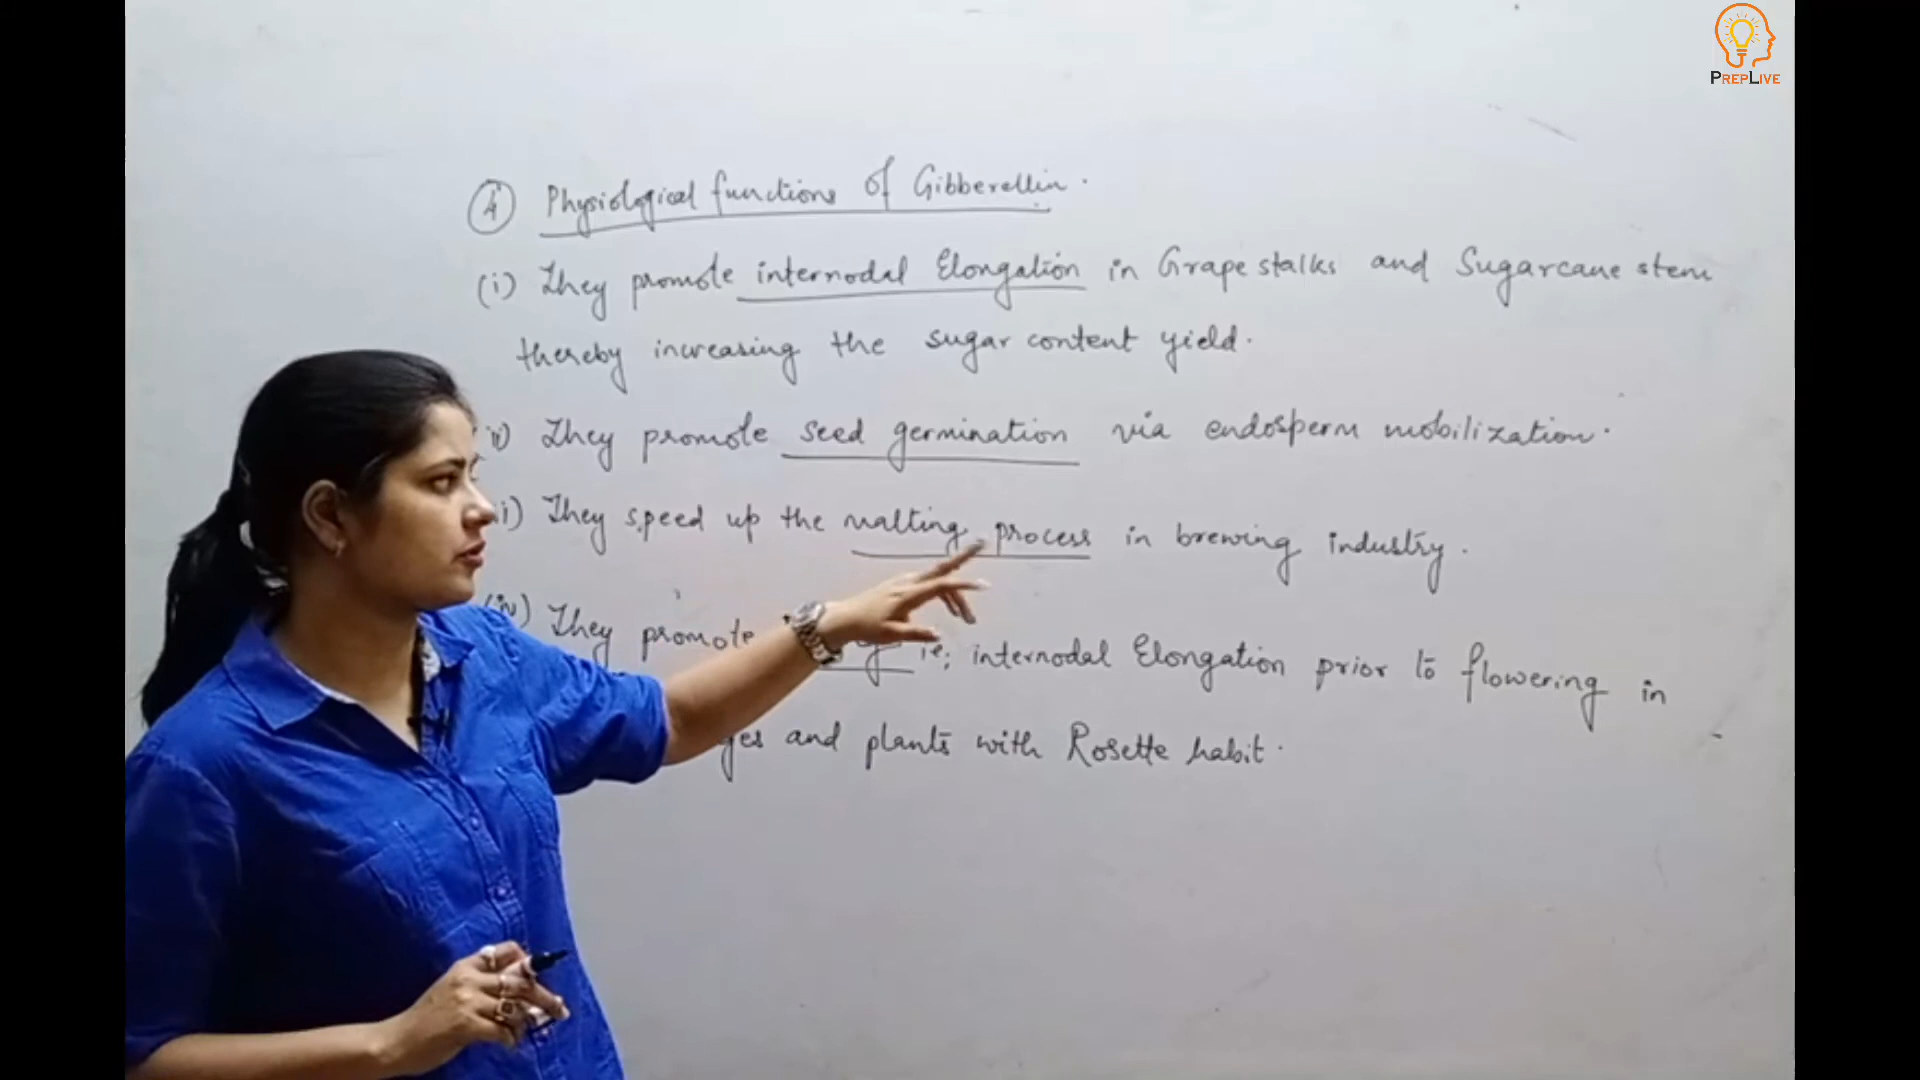 PREPLIVE
4 Physiological functions of Gibberellin.
(i) They promote internodal Elongation in Grape stalks and Sugarcane stem
thereby increasing the sugar content yield.
They promote seed germination via endosperm mobilization.
They speed up the malting process in brewing industry.
(iv) They promote ie; internodal Elongation prior to flowering in
and plants with Rosette habit.